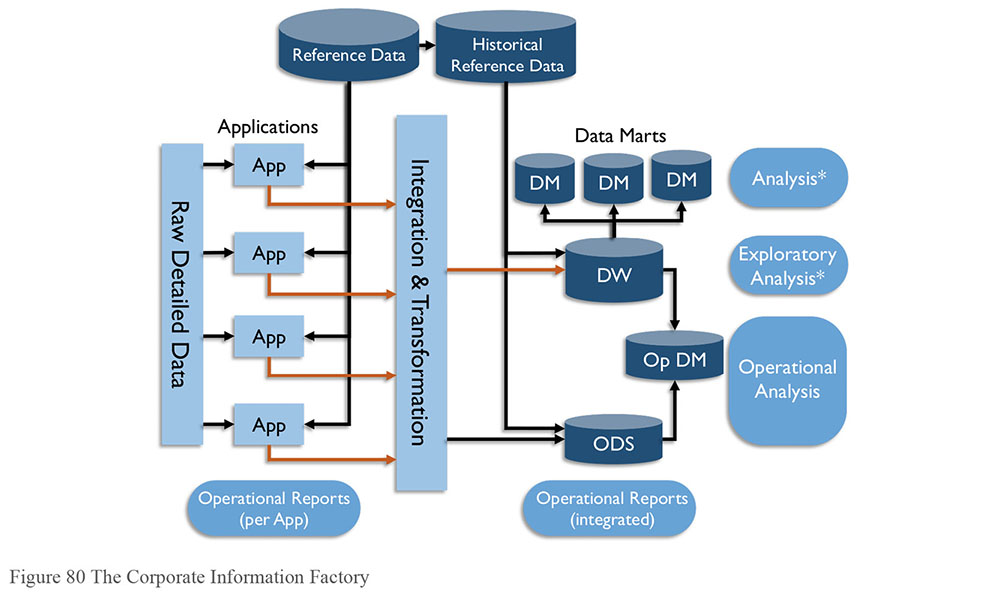 Reference Data
Historical
Reference Data
Applications
Data Marts
Raw Detailed Data
App
App
App
App
Integration & Transformation
DM
DM
DM
DW
Op DM
ODS
Analysis*
Exploratory
Analysis*
Operational
Analysis
Operational Reports
(per App)
Operational Reports
(integrated)
Figure 80 The Corporate Information Factory